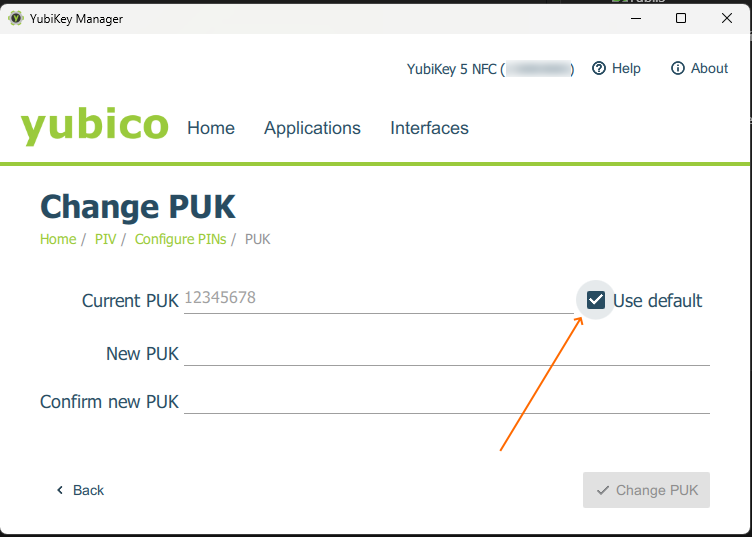 YubiKey Manager
YubiKey 5 NFC ( ) Help About
yubico Home Applications Interfaces
Change PUK
Home / PIV / Configure PINs / PUK
Current PUK 12345678 Use default
New PUK
Confirm new PUK
Back Change PUK